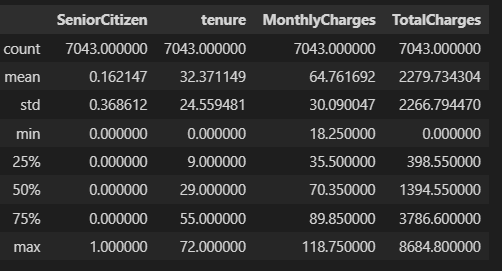 SeniorCitizen tenure MonthlyCharges TotalCharges
count 7043.000000 7043.000000 7043.000000 7043.000000
mean 0.162147 32.371149 64.761692 2279.734304
std 0.368612 24.559481 30.090047 2266.794470
min 0.000000 0.000000 18.250000 0.000000
25% 0.000000 9.000000 35.500000 398.550000
50% 0.000000 29.000000 70.350000 1394.550000
75% 0.000000 55.000000 89.850000 3786.600000
max 1.000000 72.000000 118.750000 8684.800000